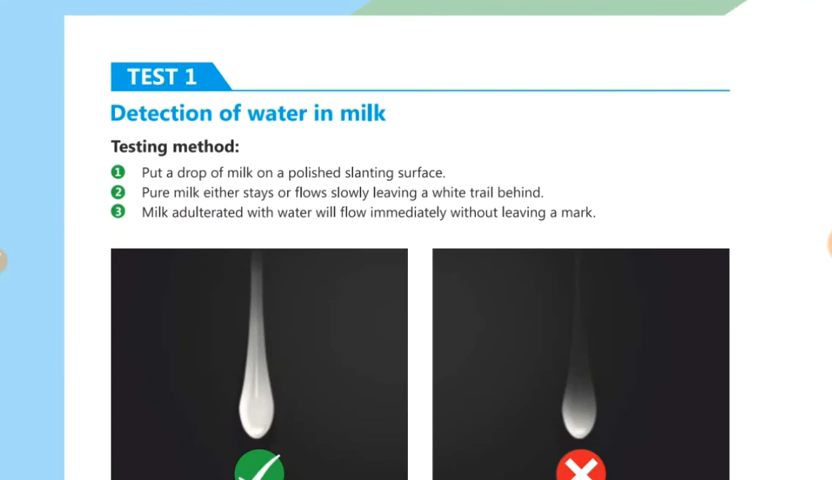 TEST 1
Detection of water in milk
Testing method:
1 Put a drop of milk on a polished slanting surface.
2 Pure milk either stays or flows slowly leaving a white trail behind.
3 Milk adulterated with water will flow immediately without leaving a mark.